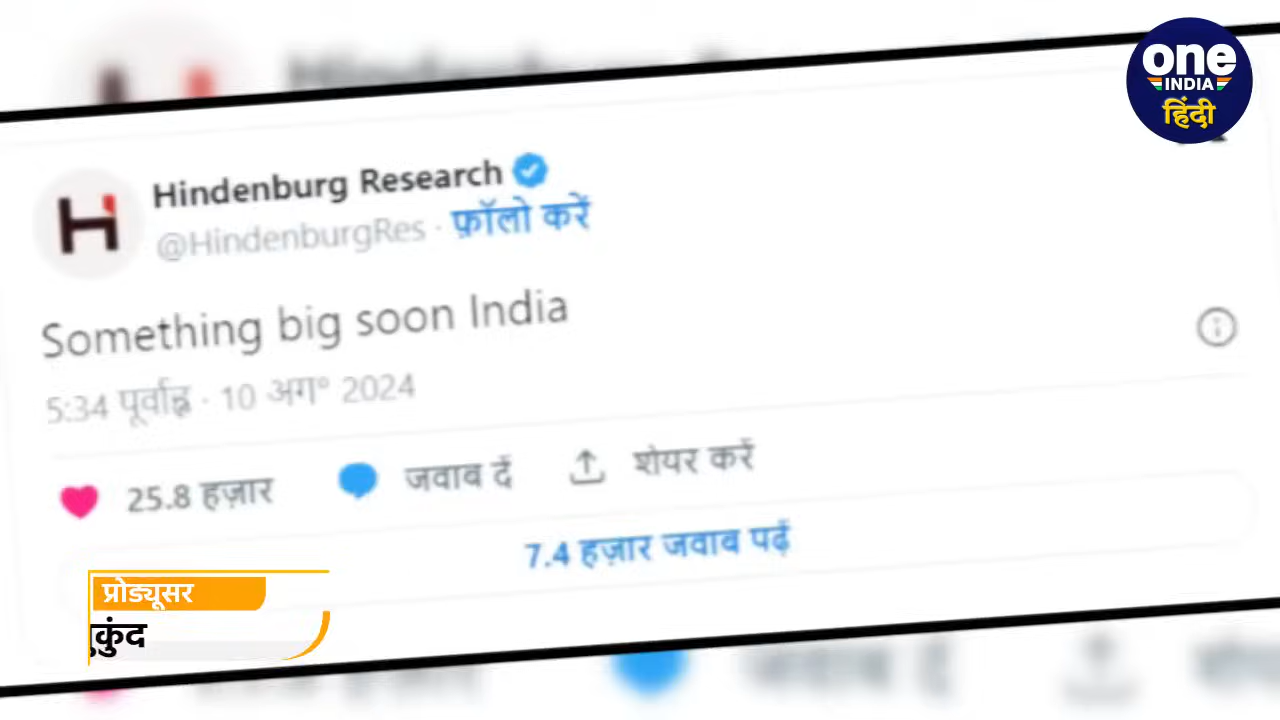 one
INDIA
हिंदी
Hindenburg Research
@HindenburgRes · फ़ॉलो करें
Something big soon India
5:34 पूर्वाह्न · 10 अग॰ 2024
25.8 हज़ार जवाब दें शेयर करें
7.4 हज़ार जवाब पढ़ें
प्रोड्यूसर